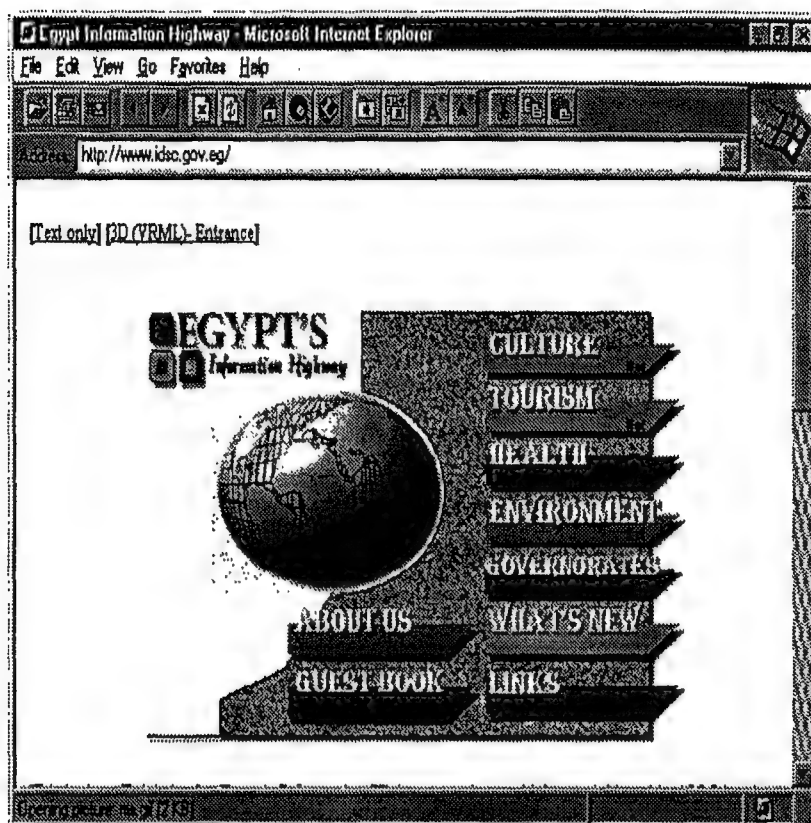 Egypt Information Highway - Microsoft Internet Explorer
File Edit View Go Favorites Help
Address: http://www.idsc.gov.eg/
[Text only] [3D (VRML)- Entrance]
EGYPT'S
Information Highway
CULTURE
TOURISM
HEALTH
ENVIRONMENT
GOVERNORATES
ABOUT US
WHAT'S NEW
GUEST BOOK
LINKS
Opening picture